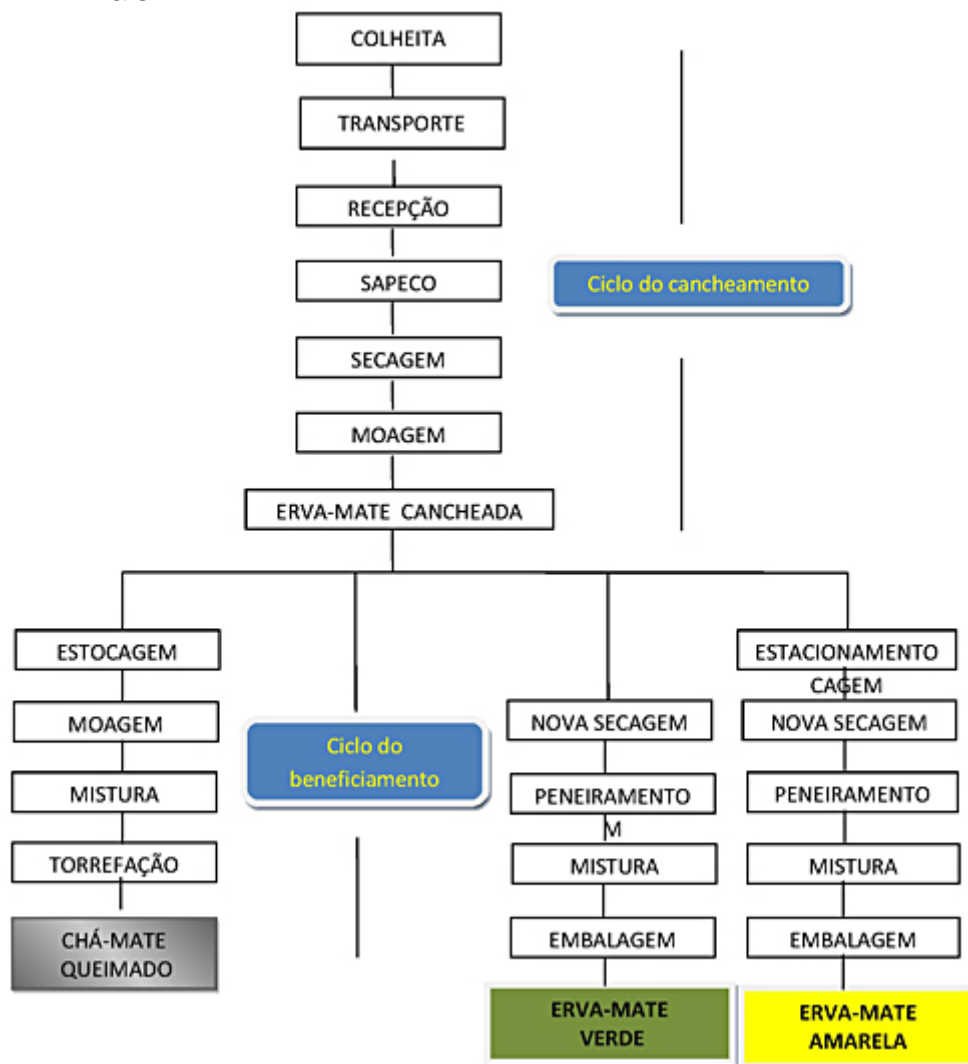 COLHEITA
TRANSPORTE
RECEPÇÃO
SAPECO
Ciclo do cancheamento
SECAGEM
MOAGEM
ERVA-MATE CANCHEADA
ESTOCAGEM
MOAGEM
MISTURA
TORREFAÇÃO
CHÁ-MATE
QUEIMADO
Ciclo do
beneficiamento
NOVA SECAGEM
PENEIRAMENTO
M
MISTURA
EMBALAGEM
ERVA-MATE
VERDE
ESTACIONAMENTO
CAGEM
NOVA SECAGEM
PENEIRAMENTO
MISTURA
EMBALAGEM
ERVA-MATE
AMARELA